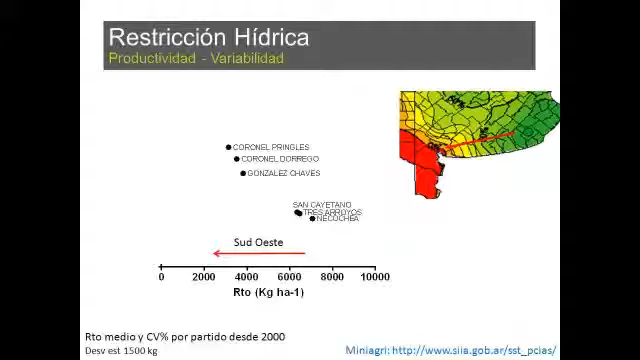 Restricción Hídrica
Productividad - Variabilidad
CORONEL PRINGLES
CORONEL DORREGO
GONZALEZ CHAVES
SAN CAYETANO
TRES ARROYOS
NECOCHEA
Sud Oeste
0 2000 4000 6000 8000 10000
Rto (Kg ha-1)
Rto medio y CV% por partido desde 2000
Desv est 1500 kg
Miniagri: http://www.siia.gob.ar/sst_pcias/